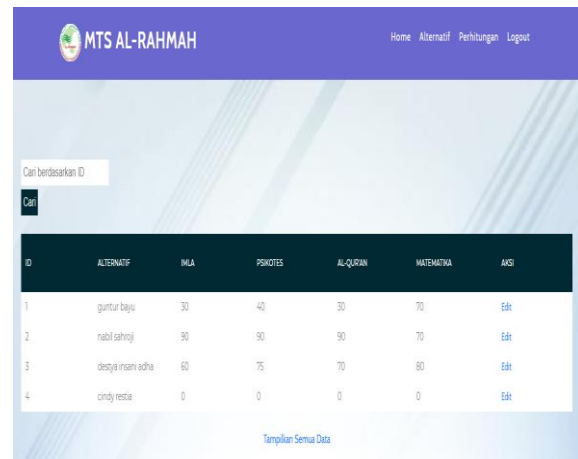 MTS AL-RAHMAH
Home Alternatif Perhitungan Logout
Cari berdasarkan ID
Cari
ID ALTERNATIF IMLA PSIKOTES AL-QUR'AN MATEMATIKA AKSI
1 guntur bayu 30 40 30 70 Edit
2 nabil sahroji 90 90 90 70 Edit
3 destya insani adha 60 75 70 80 Edit
4 cindy restia 0 0 0 0 Edit
Tampilkan Semua Data